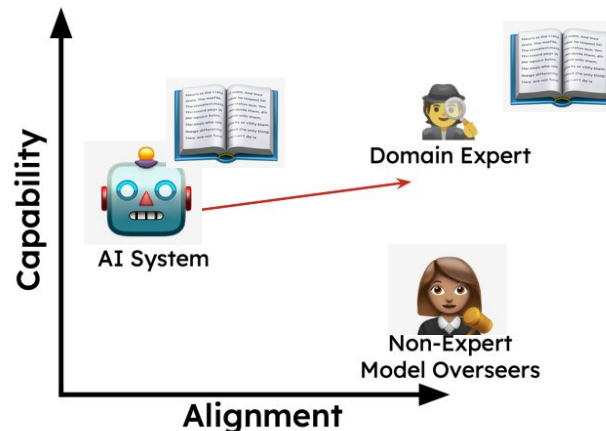 Capability
Domain Expert
AI System
Non-Expert
Model Overseers
Alignment